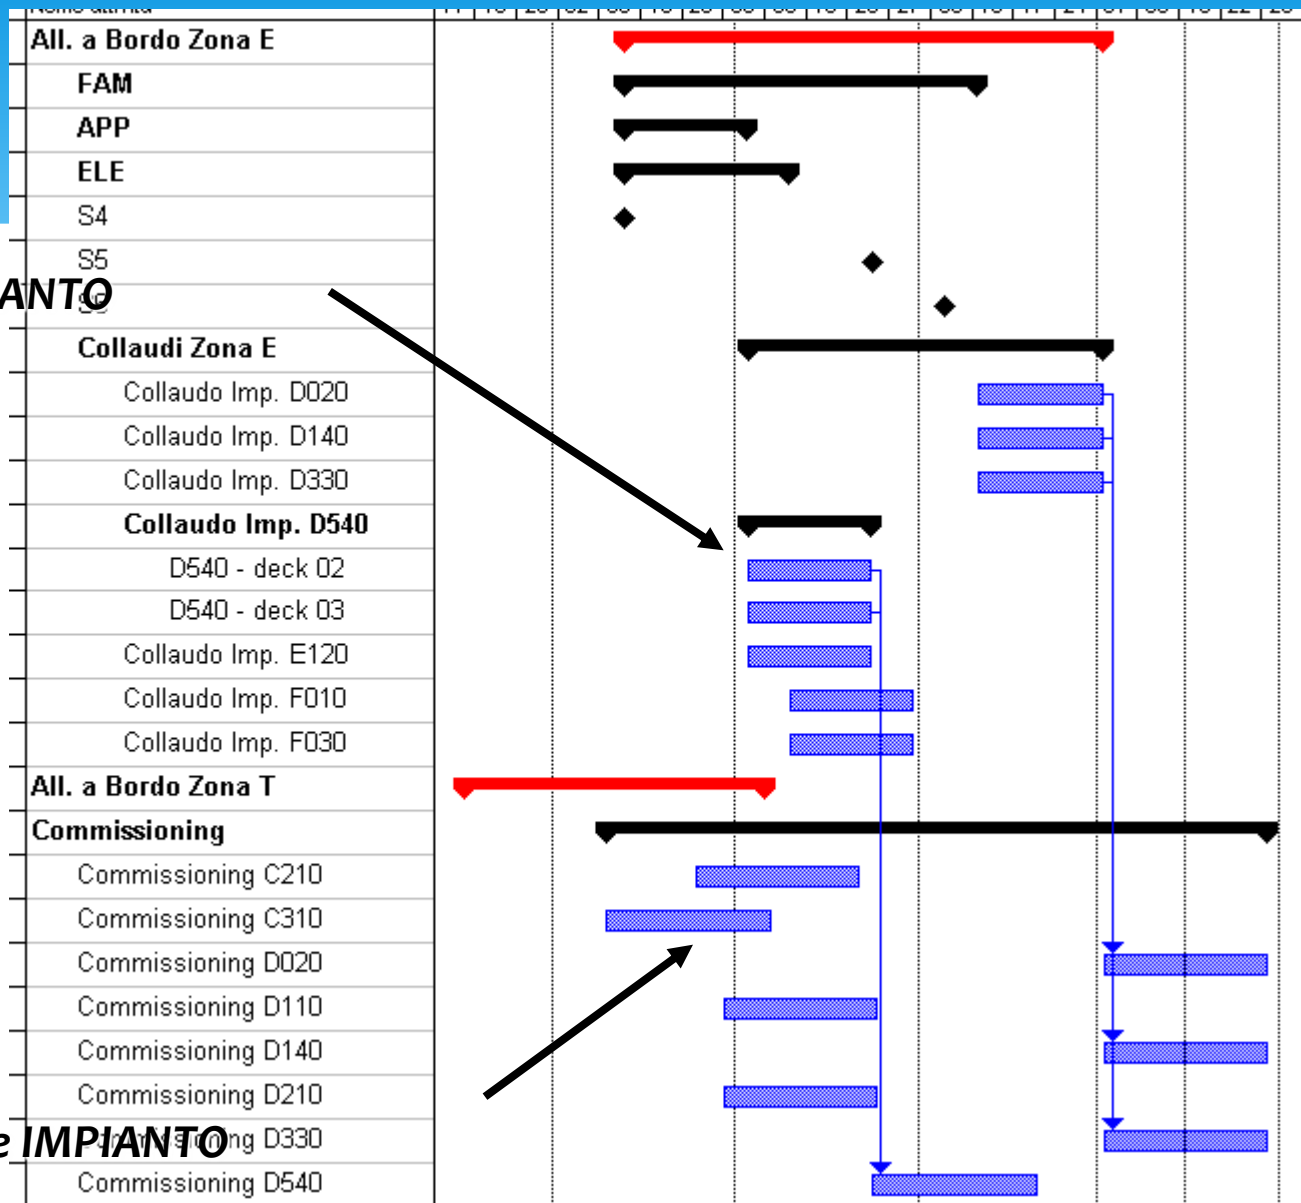 All. a Bordo Zona E
FAM
APP
ELE
S4
S5
ANTO
Collaudi Zona E
Collaudo Imp. D020
Collaudo Imp. D140
Collaudo Imp. D330
Collaudo Imp. D540
D540 - deck 02
D540 - deck 03
Collaudo Imp. E120
Collaudo Imp. F010
Collaudo Imp. F030
All. a Bordo Zona T
Commissioning
Commissioning C210
Commissioning C310
Commissioning D020
Commissioning D110
Commissioning D140
Commissioning D210
e IMPIANTO
Commissioning D330
Commissioning D540